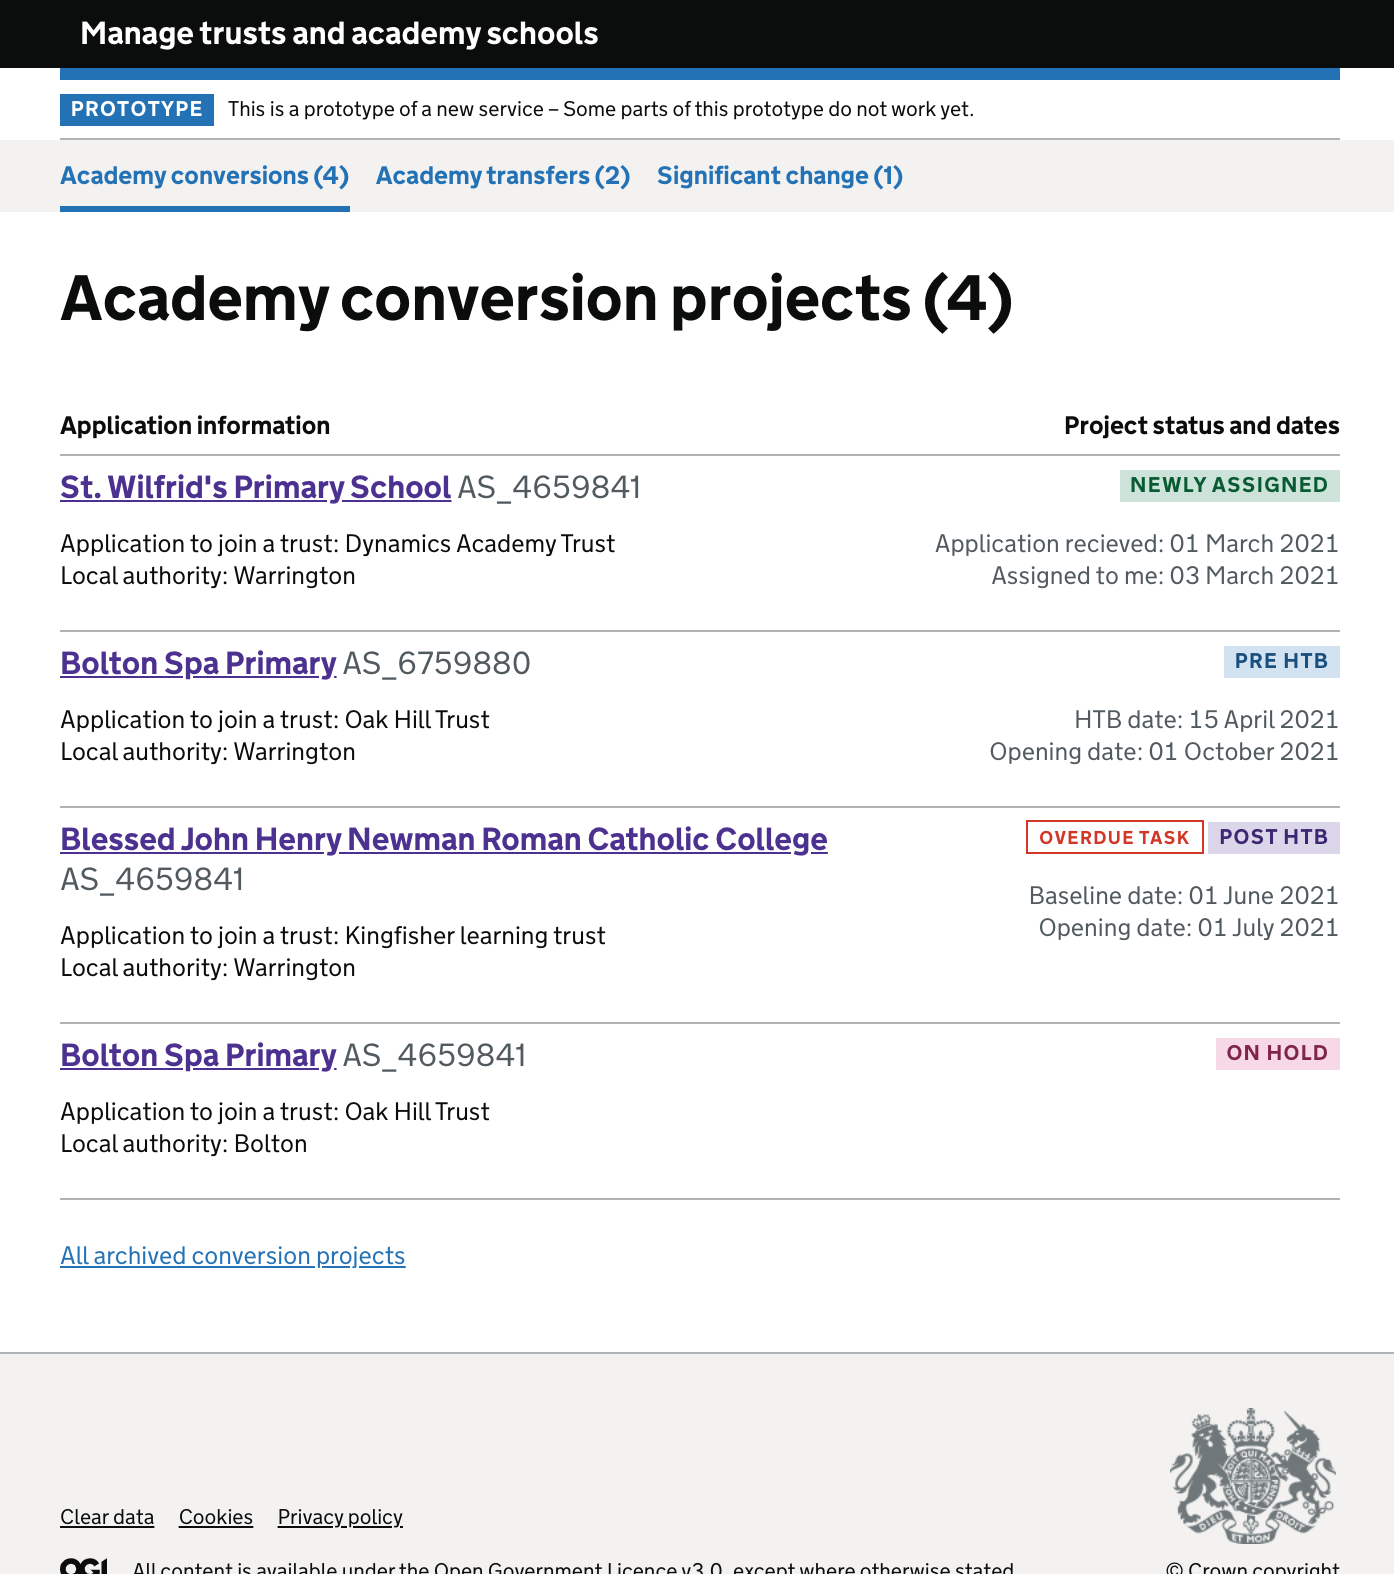 Manage trusts and academy schools
PROTOTYPE This is a prototype of a new service – Some parts of this prototype do not work yet.
Academy conversions (4) Academy transfers (2) Significant change (1)
Academy conversion projects (4)
Application information Project status and dates
St. Wilfrid's Primary School AS_4659841 NEWLY ASSIGNED
Application to join a trust: Dynamics Academy Trust Application recieved: 01 March 2021
Local authority: Warrington Assigned to me: 03 March 2021
Bolton Spa Primary AS_6759880 PRE HTB
Application to join a trust: Oak Hill Trust HTB date: 15 April 2021
Local authority: Warrington Opening date: 01 October 2021
Blessed John Henry Newman Roman Catholic College OVERDUE TASK POST HTB
AS_4659841 Baseline date: 01 June 2021
Application to join a trust: Kingfisher learning trust Opening date: 01 July 2021
Local authority: Warrington
Bolton Spa Primary AS_4659841 ON HOLD
Application to join a trust: Oak Hill Trust
Local authority: Bolton
All archived conversion projects
DIEU ET MON DROIT
Clear data Cookies Privacy policy
OGL All content is available under the Open Government Licence v3.0, except where otherwise stated © Crown copyright